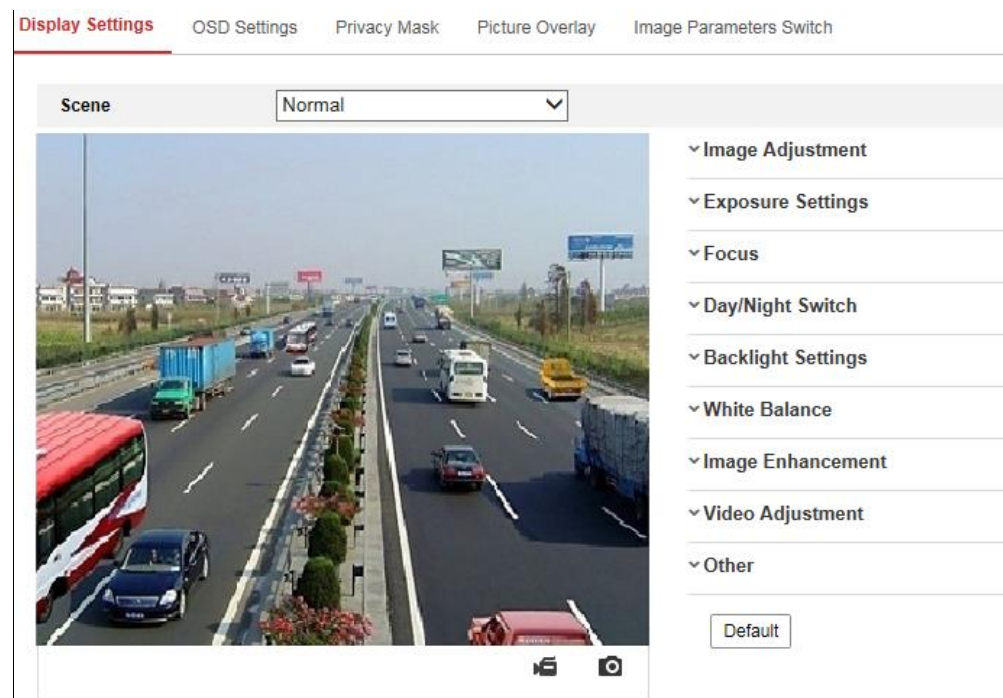 Display Settings OSD Settings Privacy Mask Picture Overlay Image Parameters Switch
Scene Normal
Image Adjustment
Exposure Settings
Focus
Day/Night Switch
Backlight Settings
White Balance
Image Enhancement
Video Adjustment
Other
Default